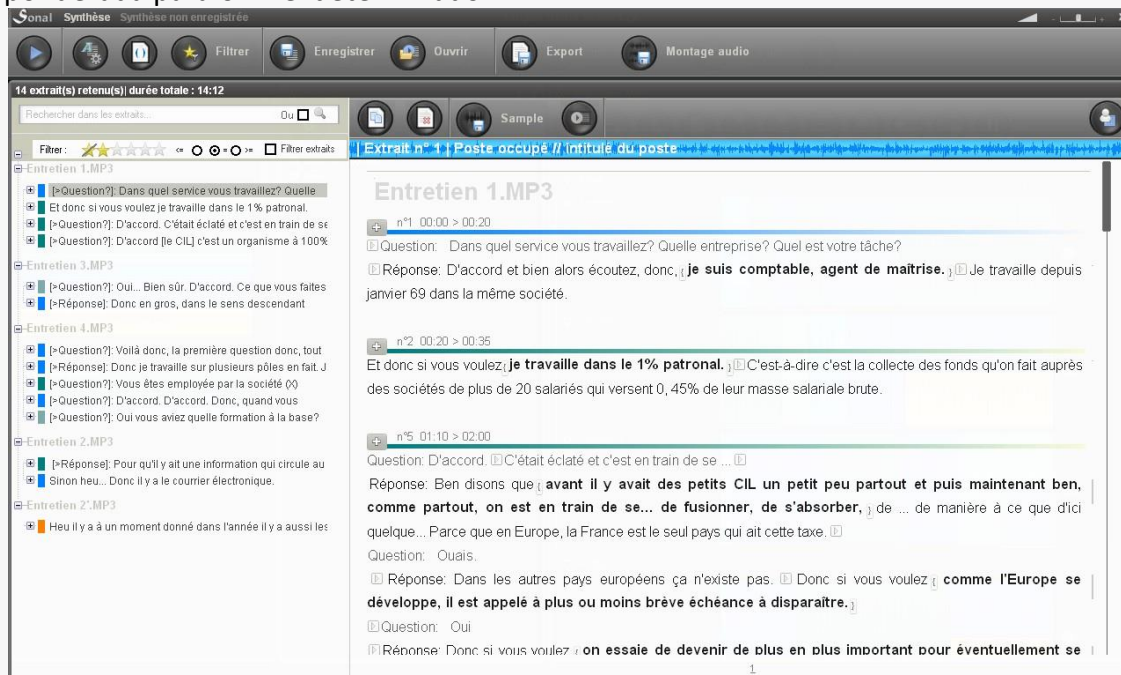 Sonal Synthèse Synthèse non enregistrée
Filtrer Enregistrer Ouvrir Export Montage audio
14 extrait(s) retenu(s)| durée totale : 14:12
Rechercher dans les extraits... Ou
Filtrer : <= = >= Filtrer extraits
Entretien 1.MP3
[>Question?]: Dans quel service vous travaillez? Quelle
Et donc si vous voulez je travaille dans le 1% patronal.
[>Question?]: D'accord. C'était éclaté et c'est en train de se
[>Question?]: D'accord [le CIL] c'est un organisme à 100%
Entretien 3.MP3
[>Question?]: Oui... Bien sûr. D'accord. Ce que vous faites
[>Réponse]: Donc en gros, dans le sens descendant
Entretien 4.MP3
[>Question?]: Voilà donc, la première question donc, tout
[>Réponse]: Donc je travaille sur plusieurs pôles en fait. J
[>Question?]: Vous êtes employée par la société (X)
[>Question?]: D'accord. D'accord. Donc, quand vous
[>Question?]: Oui vous aviez quelle formation à la base?
Entretien 2.MP3
[>Réponse]: Pour qu'il y ait une information qui circule au
Sinon heu... Donc il y a le courrier électronique.
Entretien 2'.MP3
Heu il y a à un moment donné dans l'année il y a aussi les
Sample
| Extrait n° 1 | Poste occupé // intitulé du poste
Entretien 1.MP3
n°1 00:00 > 00:20
Question: Dans quel service vous travaillez? Quelle entreprise? Quel est votre tâche?
Réponse: D'accord et bien alors écoutez, donc, { je suis comptable, agent de maîtrise. } Je travaille depuis
janvier 69 dans la même société.
n°2 00:20 > 00:35
Et donc si vous voulez { je travaille dans le 1% patronal. } C'est-à-dire c'est la collecte des fonds qu'on fait auprès
des sociétés de plus de 20 salariés qui versent 0, 45% de leur masse salariale brute.
n°5 01:10 > 02:00
Question: D'accord. C'était éclaté et c'est en train de se ...
Réponse: Ben disons que { avant il y avait des petits CIL un petit peu partout et puis maintenant ben,
comme partout, on est en train de se... de fusionner, de s'absorber, } de ... de manière à ce que d'ici
quelque... Parce que en Europe, la France est le seul pays qui ait cette taxe.
Question: Ouais.
Réponse: Dans les autres pays européens ça n'existe pas. Donc si vous voulez { comme l'Europe se
développe, il est appelé à plus ou moins brève échéance à disparaître. }
Question: Oui
Réponse: Donc si vous voulez { on essaie de devenir de plus en plus important pour éventuellement se
1